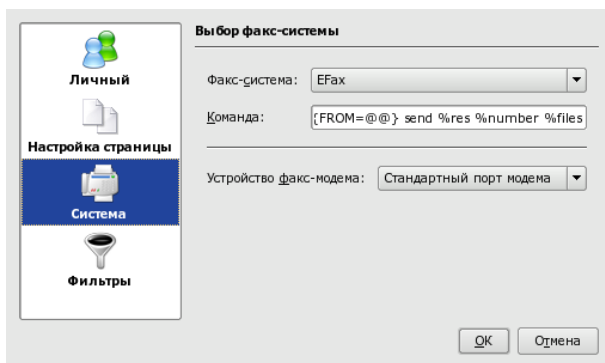 Личный
Настройка страницы
Система
Фильтры
Выбор факс-системы
Факс-система: EFax
Команда: {FROM=@@} send %res %number %files
Устройство факс-модема: Стандартный порт модема
OK Отмена